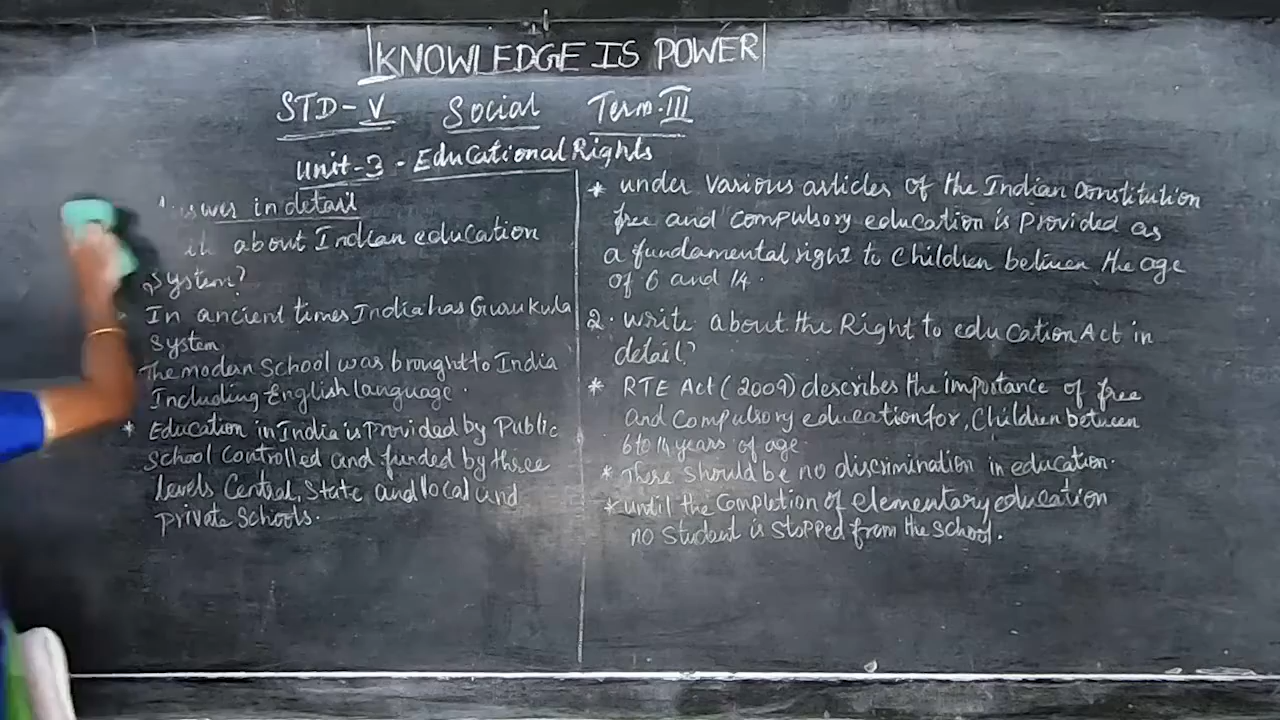 KNOWLEDGE IS POWER
STD-V Social Term-III
Unit-3 - Educational Rights
in detail
about Indian education
System?
In ancient times India has Gurukula
System
The modern School was brought to India
Including English language.
* Education in India is Provided by Public
School controlled and funded by three
levels Central, State and local and
private Schools.
* under various articles of the Indian Constitution
free and compulsory education is Provided as
a fundamental right to Children between the age
of 6 and 14.
2. write about the Right to education Act in
detail?
* RTE Act (2009) describes the importance of free
and Compulsory education for Children between
6 to 14 years of age
* There should be no discrimination in education.
* until the Completion of elementary education
no Student is stopped from the school.